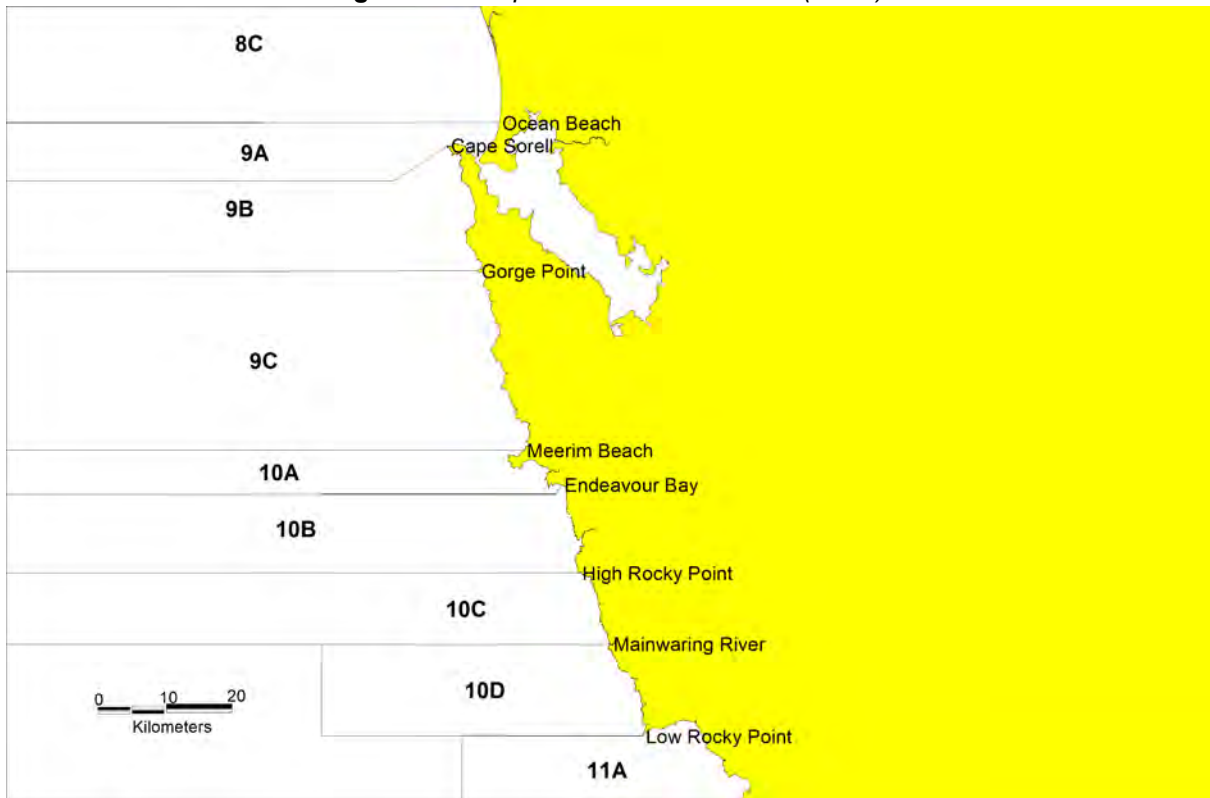 8C
Ocean Beach
Cape Sorell
9A
9B
Gorge Point
9C
Meerim Beach
10A
Endeavour Bay
10B
High Rocky Point
10C
Mainwaring River
10D
0 10 20
Kilometers
Low Rocky Point
11A